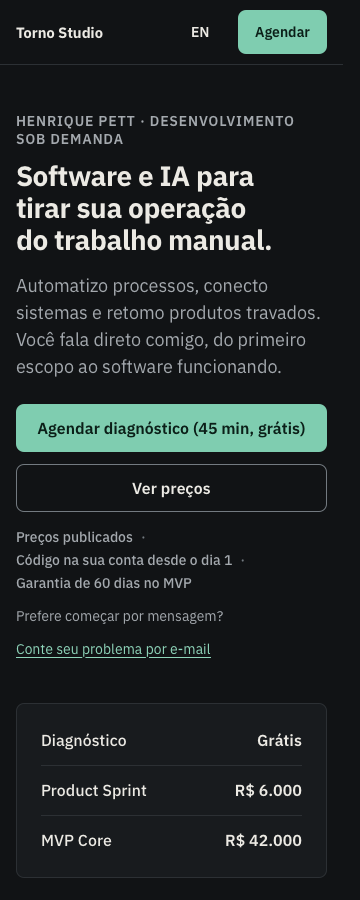 Torno Studio
EN
Agendar
HENRIQUE PETT · DESENVOLVIMENTO
SOB DEMANDA
Software e IA para
tirar sua operação
do trabalho manual.
Automatizo processos, conecto
sistemas e retomo produtos travados.
Você fala direto comigo, do primeiro
escopo ao software funcionando.
Agendar diagnóstico (45 min, grátis)
Ver preços
Preços publicados ·
Código na sua conta desde o dia 1 ·
Garantia de 60 dias no MVP
Prefere começar por mensagem?
Conte seu problema por e-mail
Diagnóstico Grátis
Product Sprint R$ 6.000
MVP Core R$ 42.000